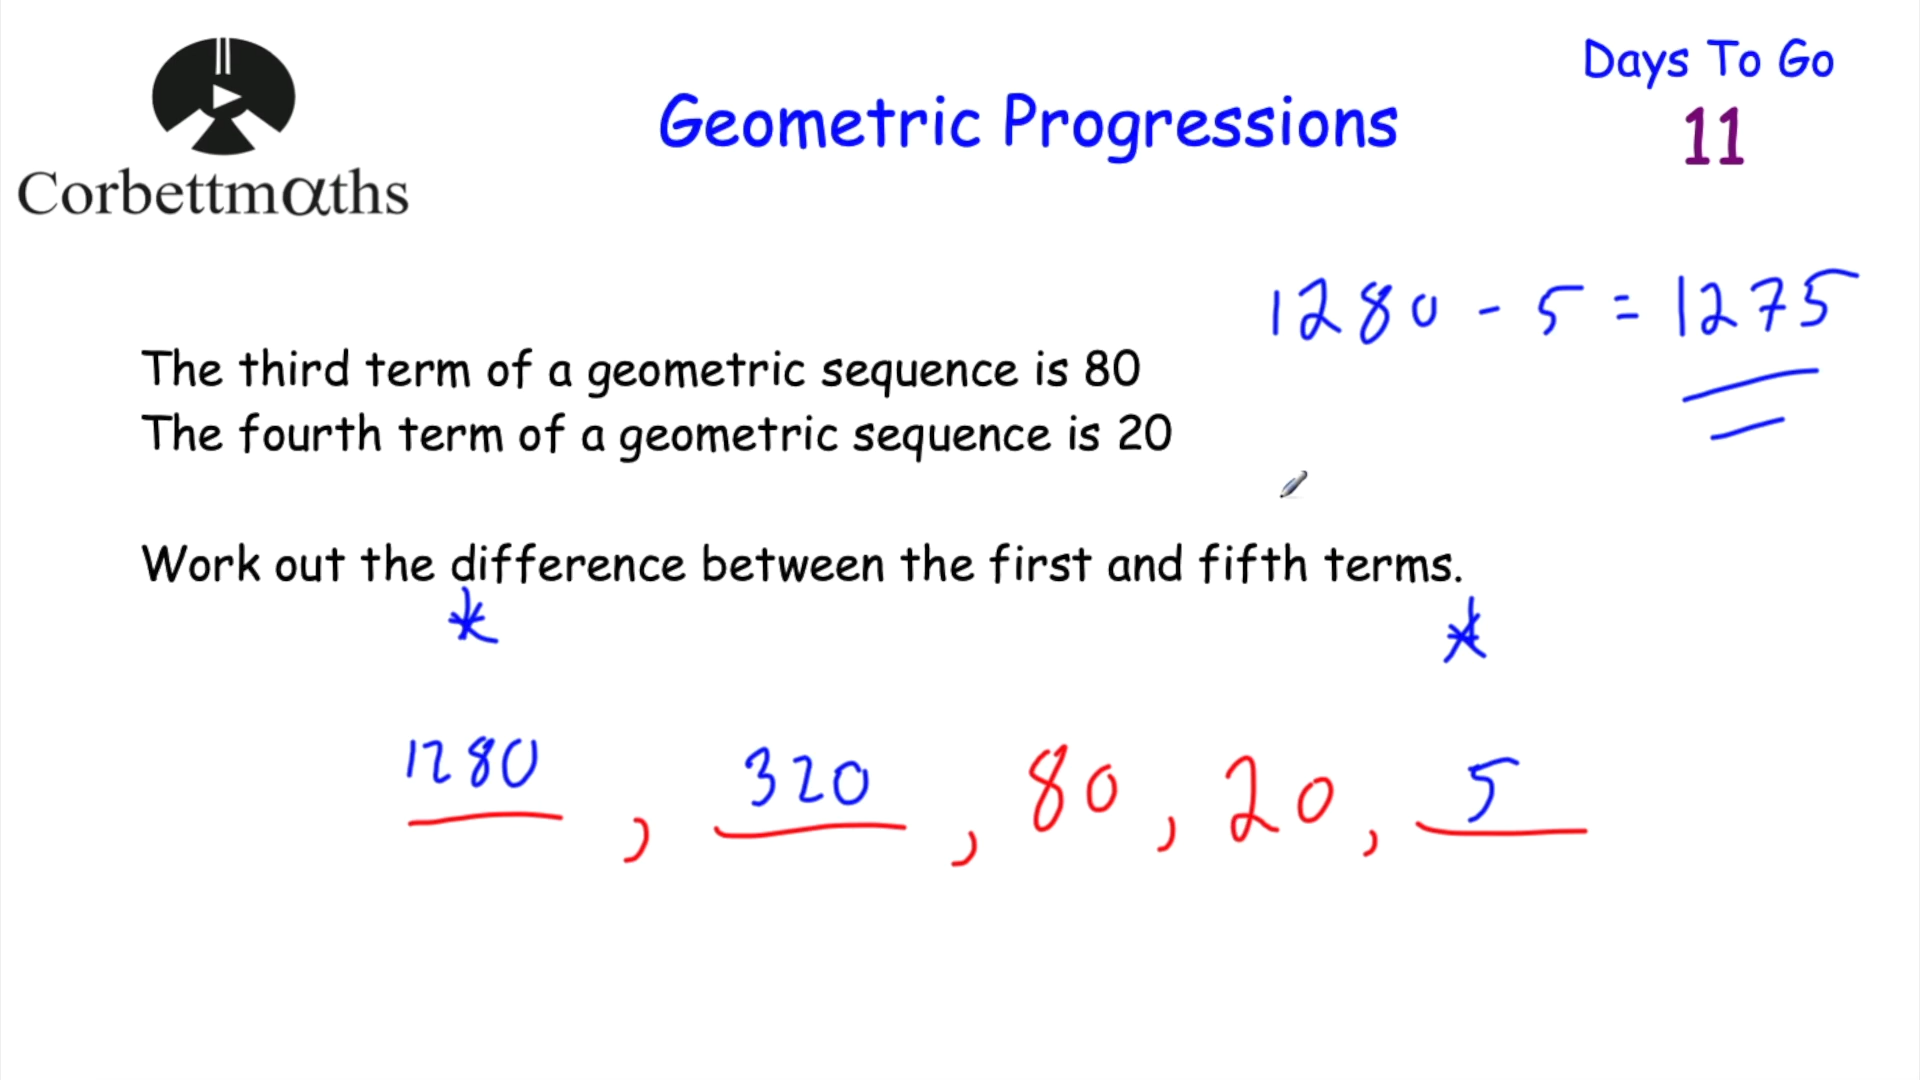 Days To Go
11
Geometric Progressions
Corbettmαths
1280 - 5 = 1275
The third term of a geometric sequence is 80
The fourth term of a geometric sequence is 20
Work out the difference between the first and fifth terms.
* *
1280 , 320 , 80 , 20 , 5